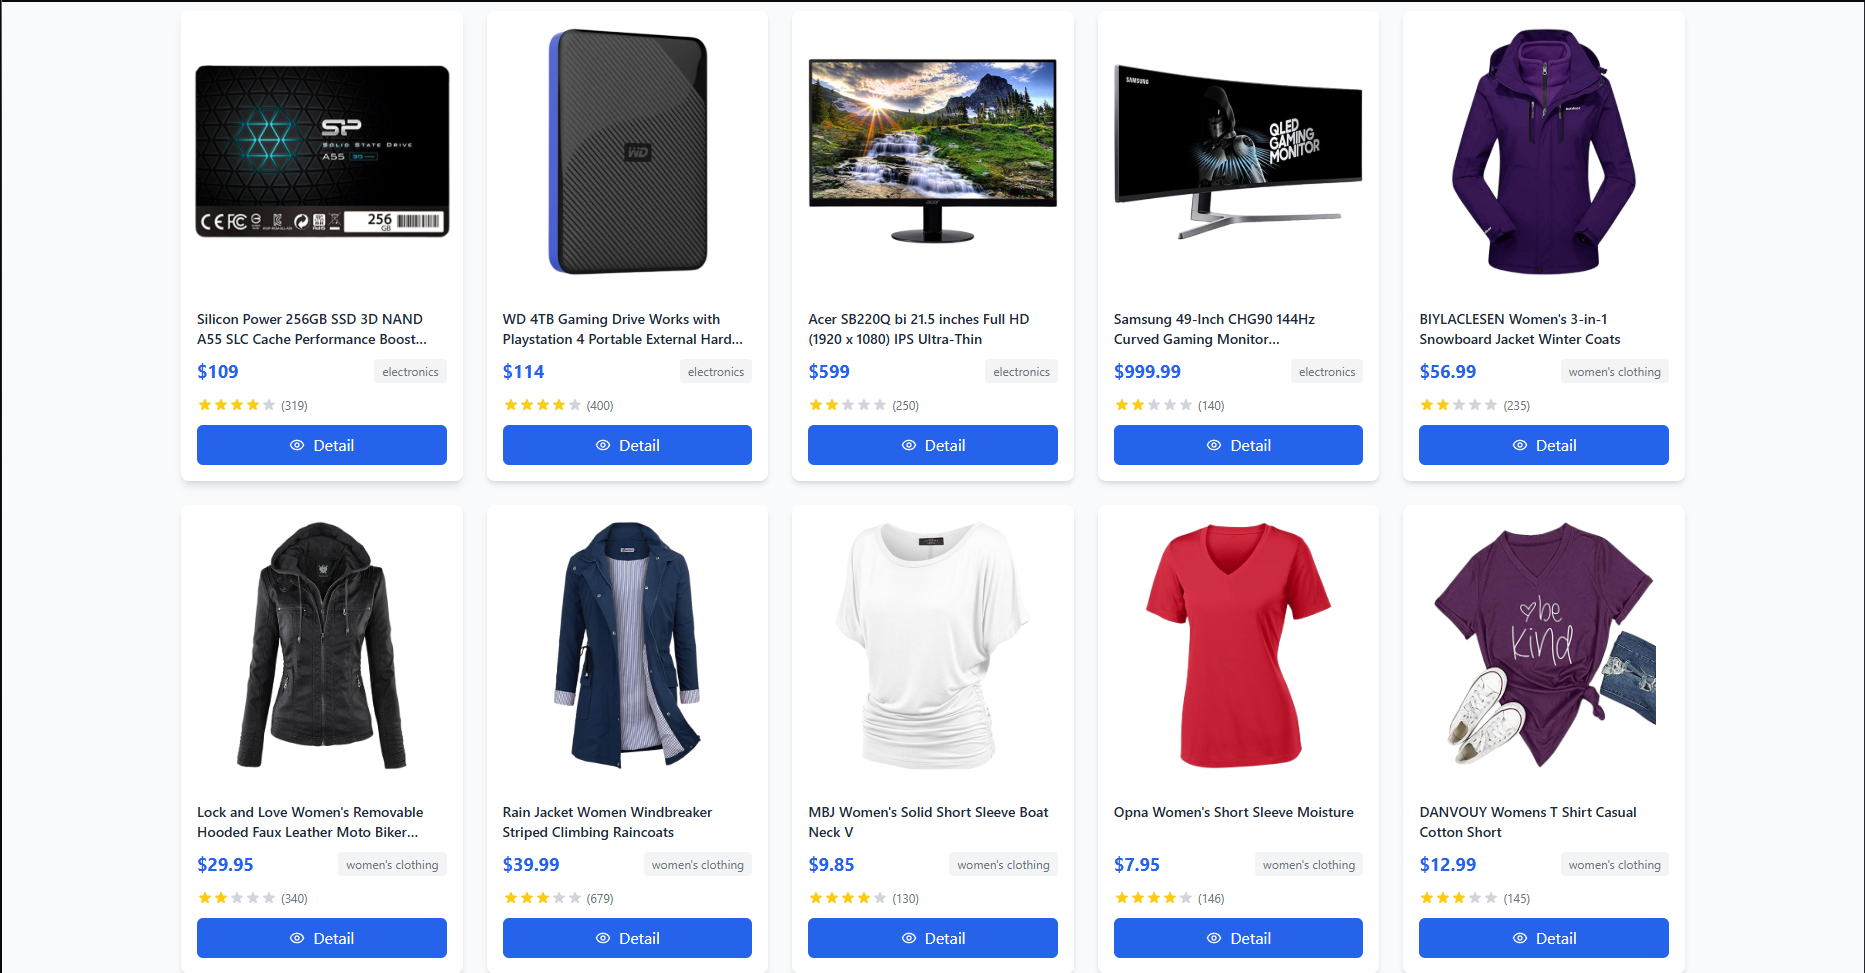 SP
SOLID STATE DRIVE
A55
256
GB
WD
acer
SAMSUNG
QLED
GAMING
MONITOR
Silicon Power 256GB SSD 3D NAND
A55 SLC Cache Performance Boost...
$109
electronics
(319)
Detail
WD 4TB Gaming Drive Works with
Playstation 4 Portable External Hard...
$114
electronics
(400)
Detail
Acer SB220Q bi 21.5 inches Full HD
(1920 x 1080) IPS Ultra-Thin
$599
electronics
(250)
Detail
Samsung 49-Inch CHG90 144Hz
Curved Gaming Monitor...
$999.99
electronics
(140)
Detail
BIYLACLESEN Women's 3-in-1
Snowboard Jacket Winter Coats
$56.99
women's clothing
(235)
Detail
be
kind
Lock and Love Women's Removable
Hooded Faux Leather Moto Biker...
$29.95
women's clothing
(340)
Detail
Rain Jacket Women Windbreaker
Striped Climbing Raincoats
$39.99
women's clothing
(679)
Detail
MBJ Women's Solid Short Sleeve Boat
Neck V
$9.85
women's clothing
(130)
Detail
Opna Women's Short Sleeve Moisture
$7.95
women's clothing
(146)
Detail
DANVOUY Womens T Shirt Casual
Cotton Short
$12.99
women's clothing
(145)
Detail